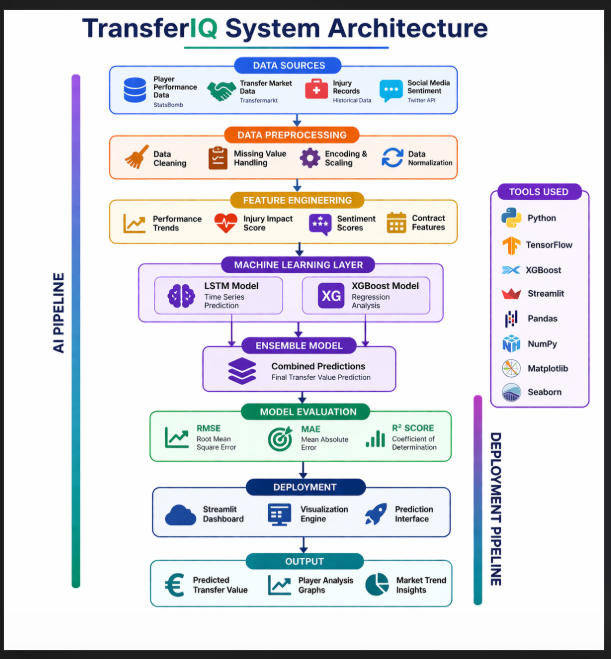 TransferIQ System Architecture
DATA SOURCES
Player
Performance
Data
StatsBomb
Transfer Market
Data
Transfermarkt
Injury
Records
Historical Data
Social Media
Sentiment
Twitter API
DATA PREPROCESSING
Data
Cleaning
Missing Value
Handling
Encoding &
Scaling
Data
Normalization
FEATURE ENGINEERING
Performance
Trends
Injury Impact
Score
Sentiment
Scores
Contract
Features
MACHINE LEARNING LAYER
LSTM Model
Time Series
Prediction
XG
XGBoost Model
Regression
Analysis
ENSEMBLE MODEL
Combined Predictions
Final Transfer Value Prediction
MODEL EVALUATION
RMSE
Root Mean
Square Error
MAE
Mean Absolute
Error
R² SCORE
Coefficient of
Determination
DEPLOYMENT
Streamlit
Dashboard
Visualization
Engine
Prediction
Interface
OUTPUT
€
Predicted
Transfer Value
Player Analysis
Graphs
Market Trend
Insights
AI PIPELINE
TOOLS USED
Python
TensorFlow
XGBoost
Streamlit
Pandas
NumPy
Matplotlib
Seaborn
DEPLOYMENT PIPELINE